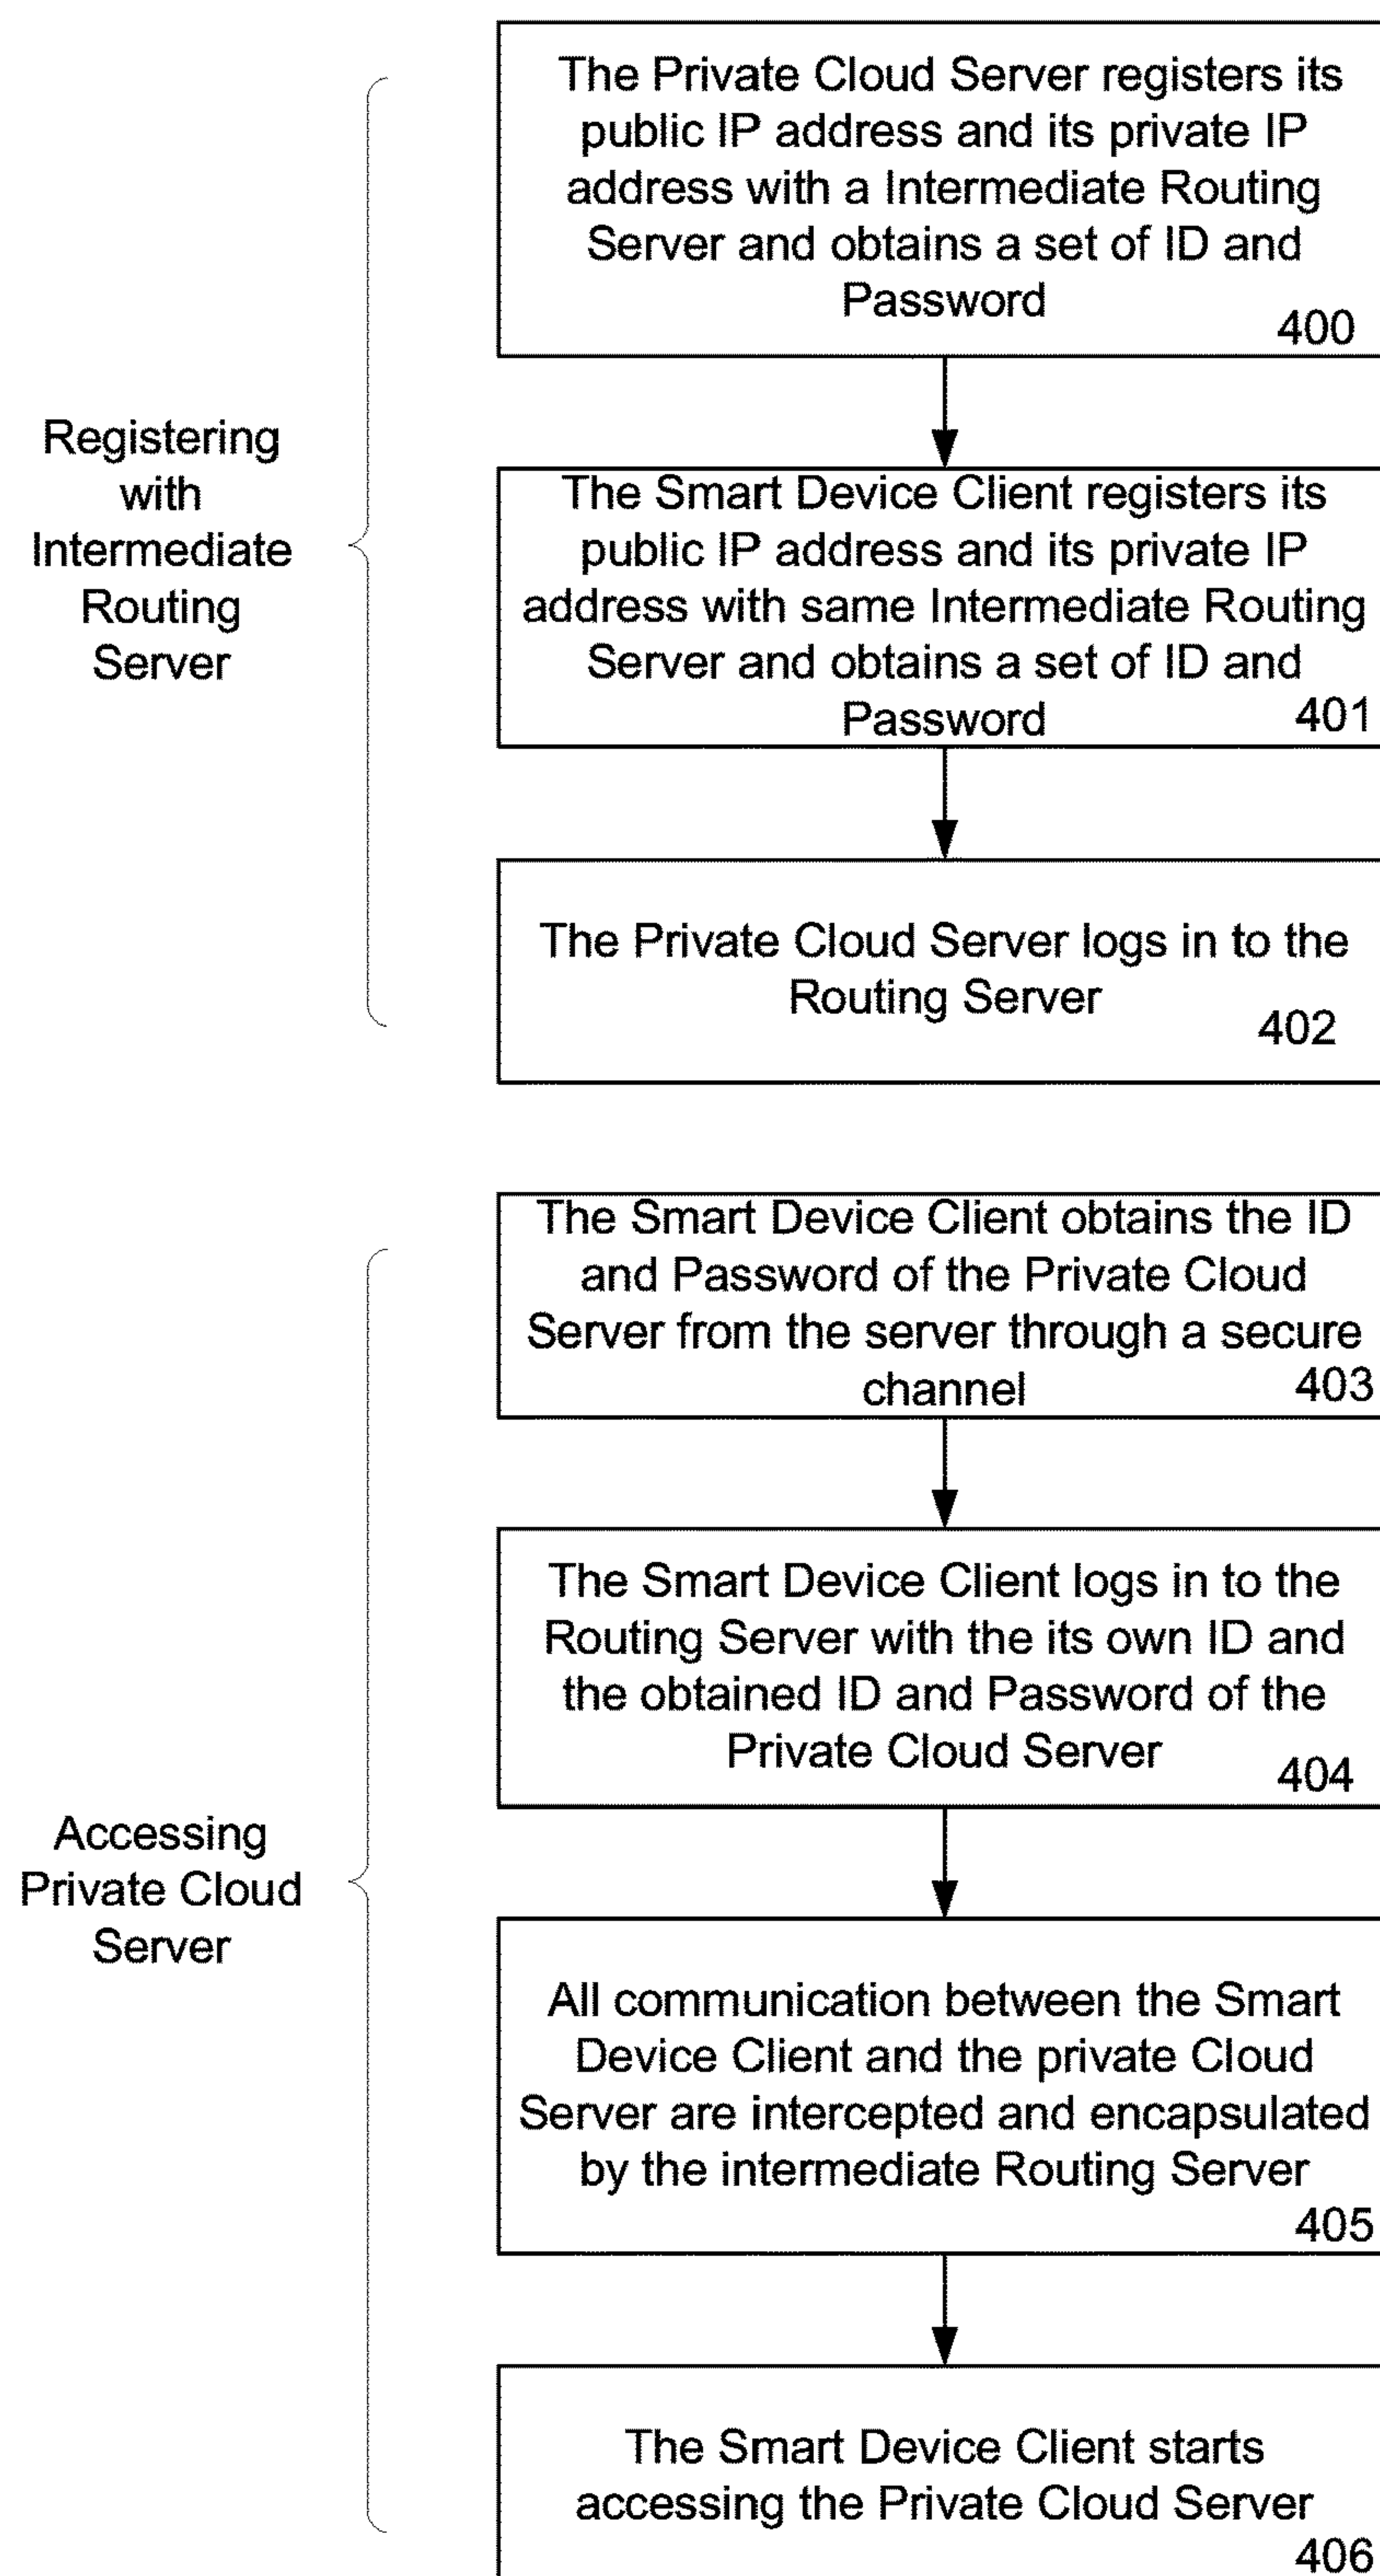 The Private Cloud Server registers its
public IP address and its private IP
address with a Intermediate Routing
Server and obtains a set of ID and
Password
400
Registering
with
Intermediate
Routing
Server
The Smart Device Client registers its
public IP address and its private IP
address with same Intermediate Routing
Server and obtains a set of ID and
Password
401
The Private Cloud Server logs in to the
Routing Server
402
The Smart Device Client obtains the ID
and Password of the Private Cloud
Server from the server through a secure
channel
403
The Smart Device Client logs in to the
Routing Server with the its own ID and
the obtained ID and Password of the
Private Cloud Server
404
Accessing
Private Cloud
Server
All communication between the Smart
Device Client and the private Cloud
Server are intercepted and encapsulated
by the intermediate Routing Server
405
The Smart Device Client starts
accessing the Private Cloud Server
406